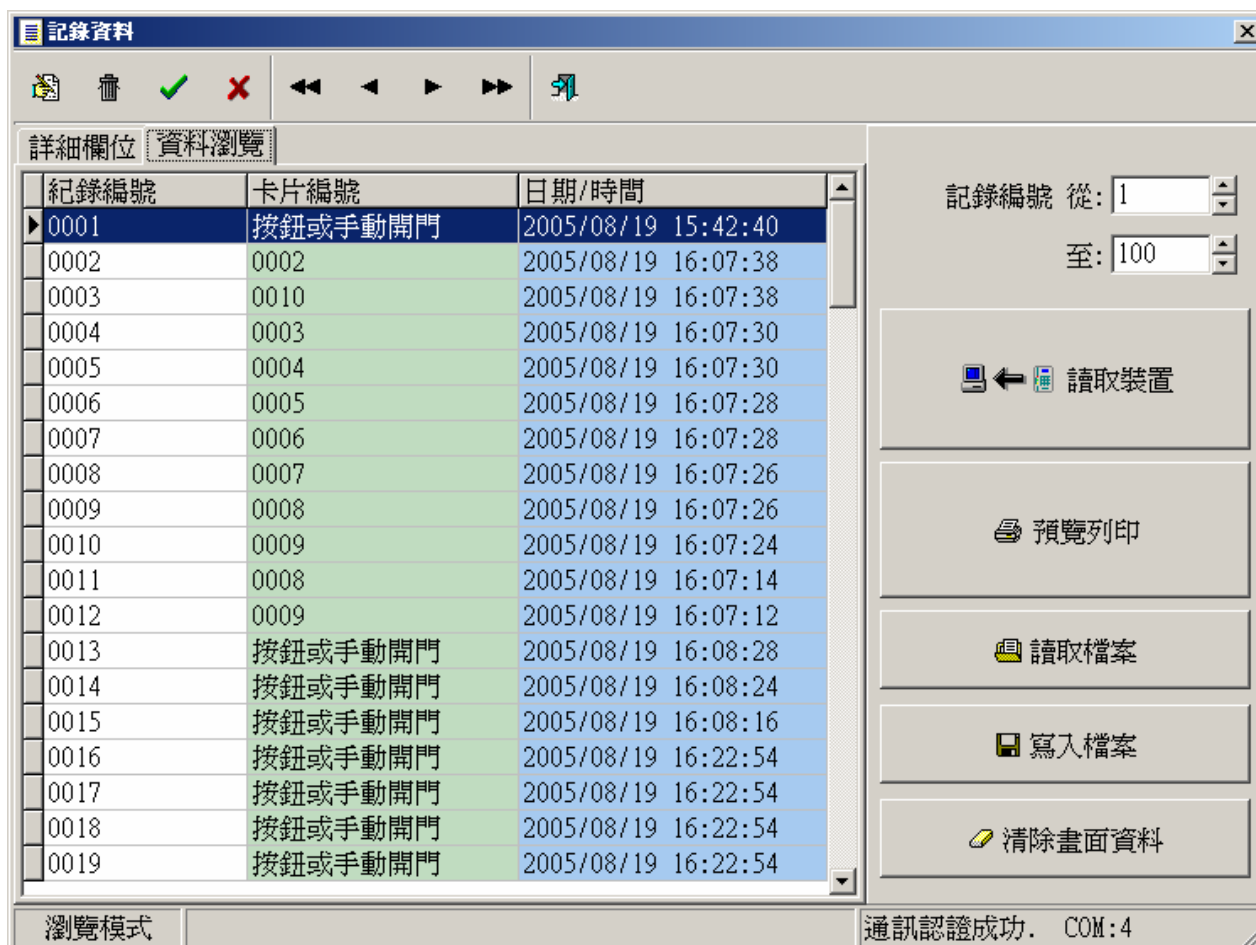 記錄資料
詳細欄位 資料瀏覽
紀錄編號 卡片編號 日期/時間
0001 按鈕或手動開門 2005/08/19 15:42:40
0002 0002 2005/08/19 16:07:38
0003 0010 2005/08/19 16:07:38
0004 0003 2005/08/19 16:07:30
0005 0004 2005/08/19 16:07:30
0006 0005 2005/08/19 16:07:28
0007 0006 2005/08/19 16:07:28
0008 0007 2005/08/19 16:07:26
0009 0008 2005/08/19 16:07:26
0010 0009 2005/08/19 16:07:24
0011 0008 2005/08/19 16:07:14
0012 0009 2005/08/19 16:07:12
0013 按鈕或手動開門 2005/08/19 16:08:28
0014 按鈕或手動開門 2005/08/19 16:08:24
0015 按鈕或手動開門 2005/08/19 16:08:16
0016 按鈕或手動開門 2005/08/19 16:22:54
0017 按鈕或手動開門 2005/08/19 16:22:54
0018 按鈕或手動開門 2005/08/19 16:22:54
0019 按鈕或手動開門 2005/08/19 16:22:54
記錄編號 從: 1
至: 100
讀取裝置
預覽列印
讀取檔案
寫入檔案
清除畫面資料
瀏覽模式
通訊認證成功. COM:4